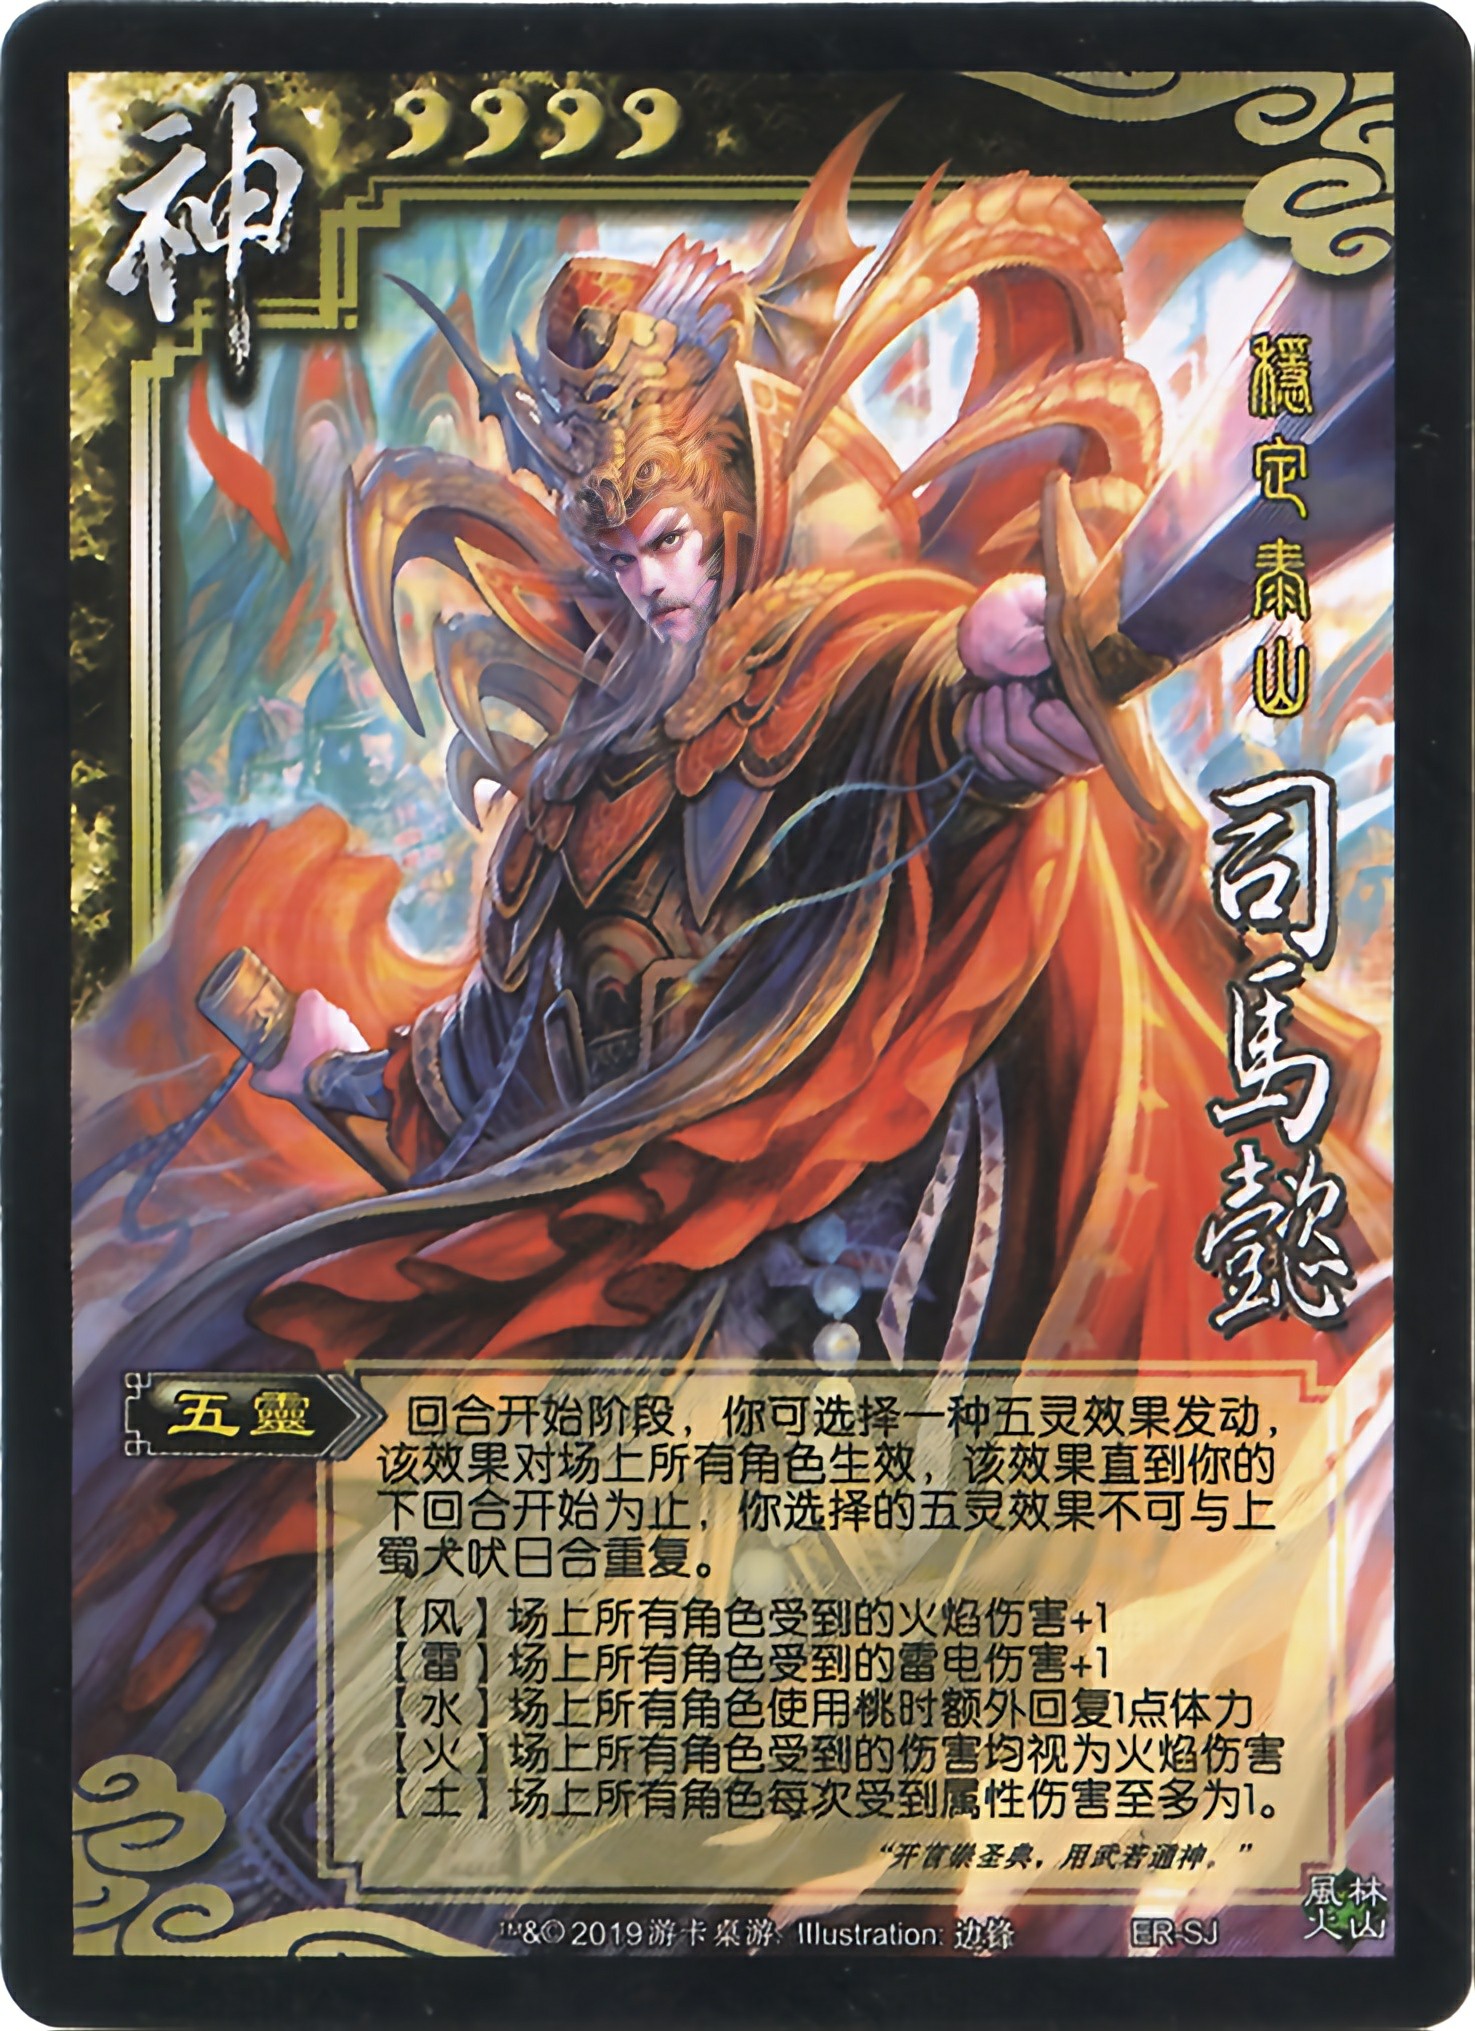 神
穩定泰山
司馬懿
五靈
回合开始阶段，你可选择一种五灵效果发动，
该效果对场上所有角色生效，该效果直到你的
下回合开始为止，你选择的五灵效果不可与上
蜀犬吠日合重复。
【风】场上所有角色受到的火焰伤害+1
【雷】场上所有角色受到的雷电伤害+1
【水】场上所有角色使用桃时额外回复1点体力
【火】场上所有角色受到的伤害均视为火焰伤害
【土】场上所有角色每次受到属性伤害至多为1。
“开言崇圣典，用武若通神。”
™&©2019游卡桌游. Illustration: 边锋
ER-SJ
風林
火山